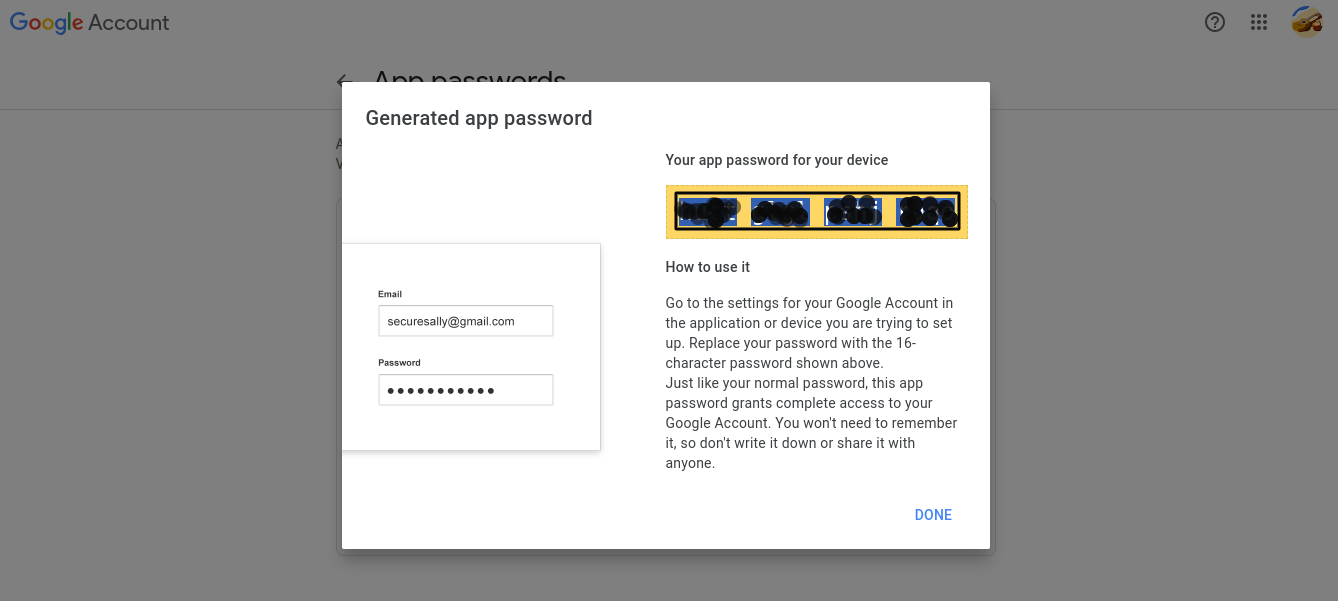 Google Account
App passwords
Generated app password
Your app password for your device
How to use it
Go to the settings for your Google Account in
the application or device you are trying to set
up. Replace your password with the 16-
character password shown above.
Just like your normal password, this app
password grants complete access to your
Google Account. You won't need to remember
it, so don't write it down or share it with
anyone.
Email
securesally@gmail.com
Password
DONE